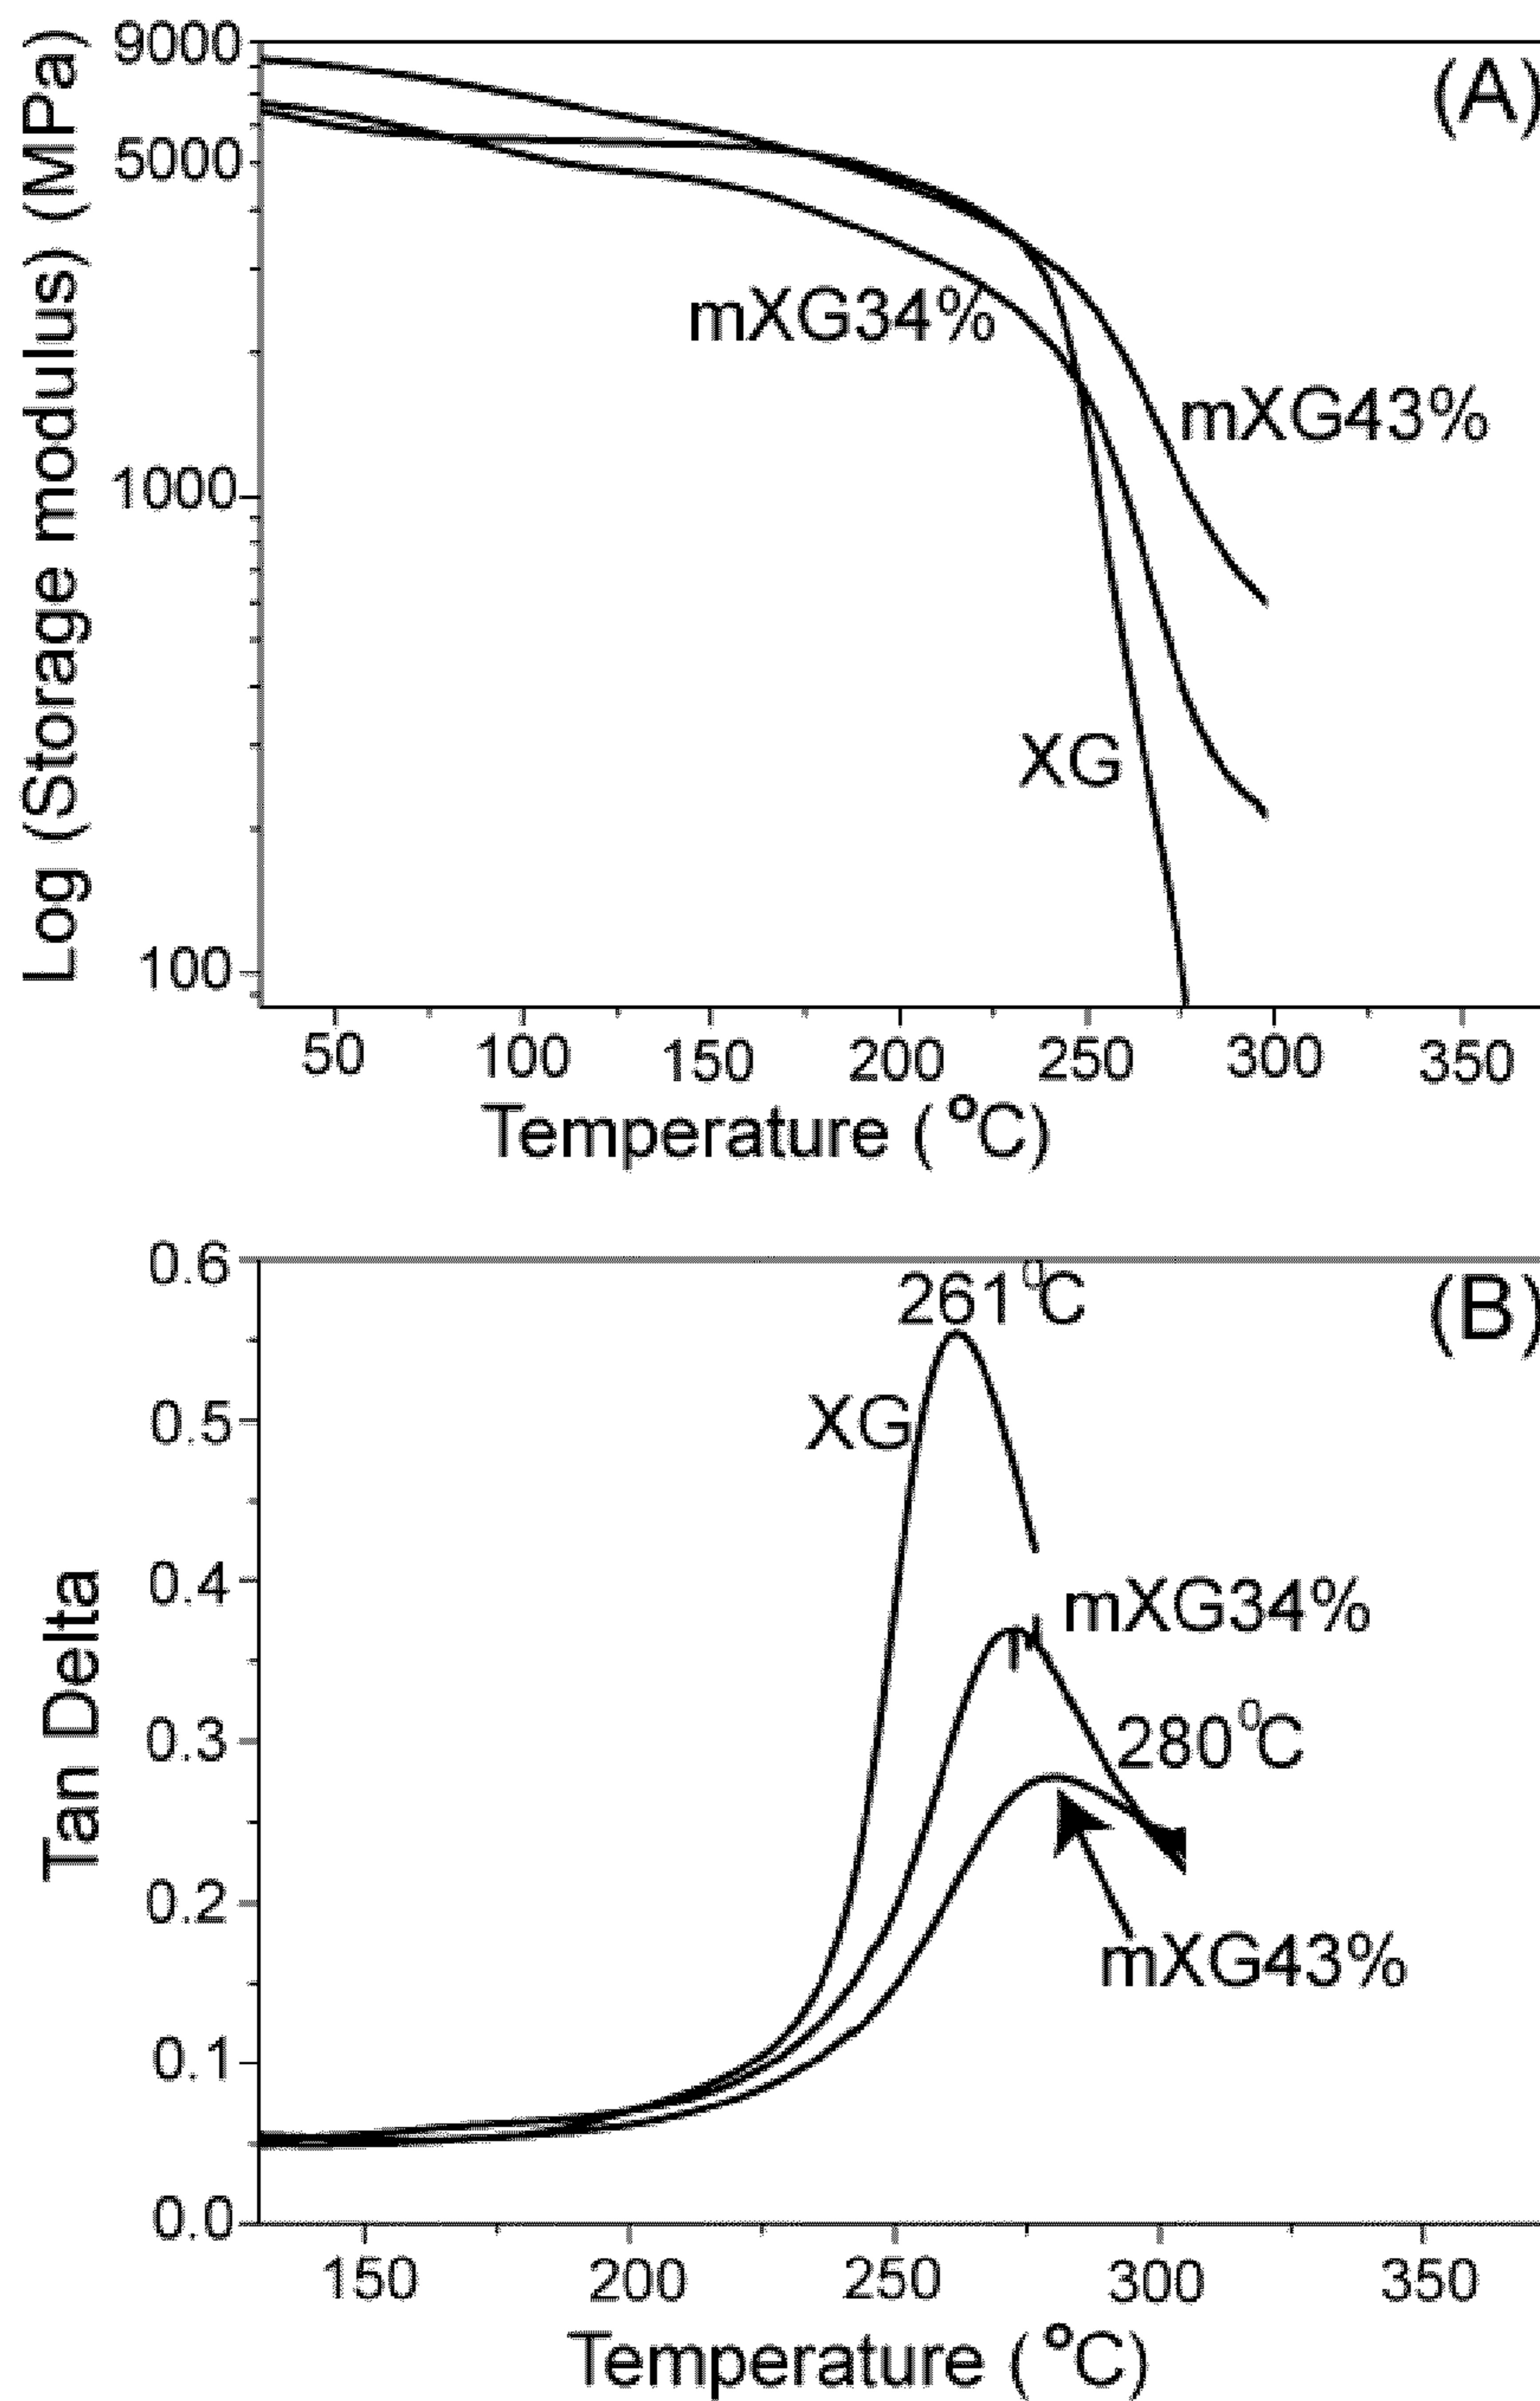 9000
(A)
5000
mXG34%
mXG43%
1000
XG
100
Log (Storage modulus) (MPa)
50 100 150 200 250 300 350
Temperature (°C)
0.6
261⁰C
(B)
XG
0.5
0.4
mXG34%
0.3
280⁰C
0.2
mXG43%
0.1
0.0
Tan Delta
150 200 250 300 350
Temperature (°C)